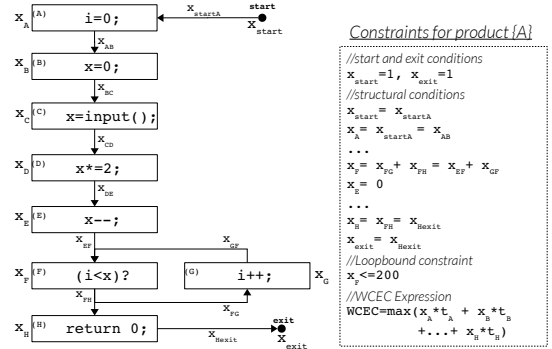 start
x_startA
x_start
x_A (A) i=0;
x_AB
x_B (B) x=0;
x_BC
x_C (C) x=input();
x_CD
x_D (D) x*=2;
x_DE
x_E (E) x--;
x_EF x_GF
x_F (F) (i<x)?
(G) i++; x_G
x_FH x_FG
x_H (H) return 0;
x_Hexit
exit
x_exit
Constraints for product {A}
//start and exit conditions
x_start=1, x_exit=1
//structural conditions
x_start= x_startA
x_A= x_startA = x_AB
...
x_F= x_FG+ x_FH = x_EF+ x_GF
x_E= 0
...
x_H= x_FH= x_Hexit
x_exit= x_Hexit
//Loopbound constraint
x_F<=200
//WCEC Expression
WCEC=max(x_A*t_A + x_B*t_B
+...+ x_H*t_H)